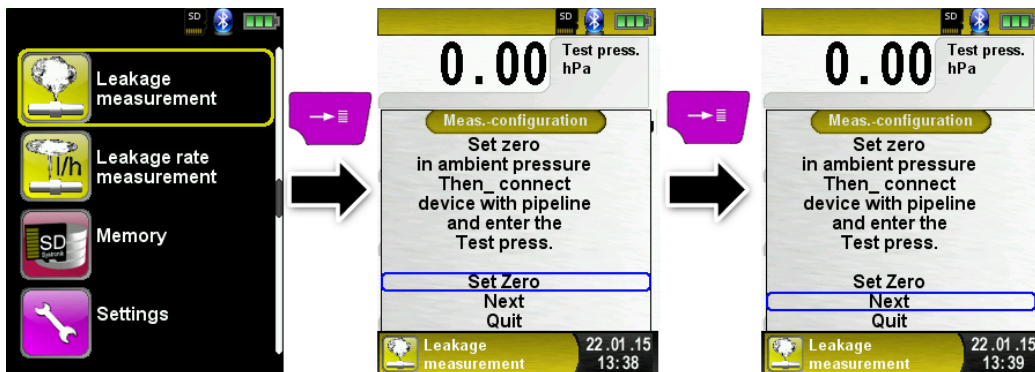 SD
Leakage
measurement
l/h
Leakage rate
measurement
SD
Systronik
Memory
Settings
SD
0.00
Test press.
hPa
Meas.-configuration
Set zero
in ambient pressure
Then_ connect
device with pipeline
and enter the
Test press.
Set Zero
Next
Quit
Leakage
measurement
22.01.15
13:38
SD
0.00
Test press.
hPa
Meas.-configuration
Set zero
in ambient pressure
Then_ connect
device with pipeline
and enter the
Test press.
Set Zero
Next
Quit
Leakage
measurement
22.01.15
13:39